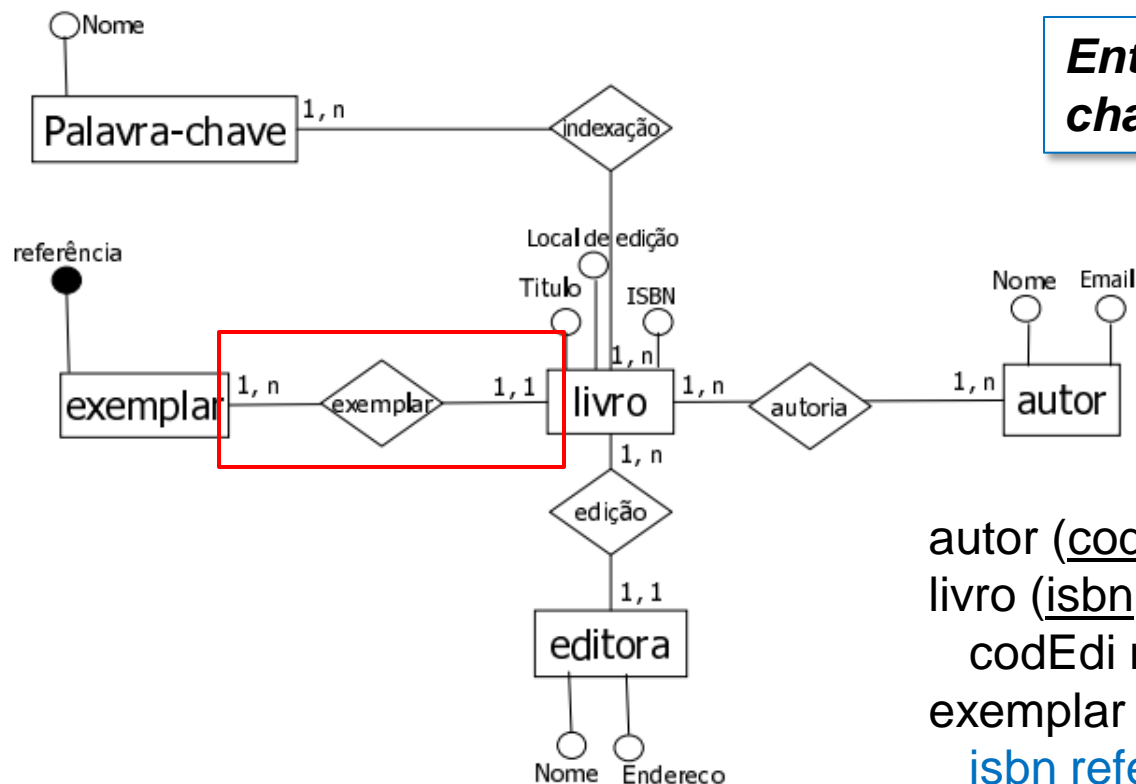 Nome
Ent
cha
Palavra-chave
1, n
indexação
referência
Local de edição
Titulo
ISBN
Nome
Email
1, n
exemplar
1, n
exemplar
1, 1
livro
1, n
autoria
1, n
autor
1, n
edição
1, 1
editora
Nome
Endereco
autor (cod
livro (isbn
codEdi r
exemplar
isbn refe